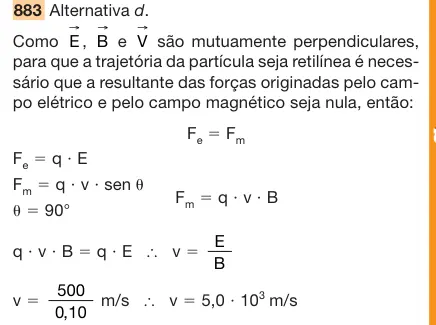 883 Alternativa d.
Como E⃗, B⃗ e V⃗ são mutuamente perpendiculares,
para que a trajetória da partícula seja retilínea é neces-
sário que a resultante das forças originadas pelo cam-
po elétrico e pelo campo magnético seja nula, então:
Fe = Fm
Fe = q · E
Fm = q · v · sen θ
θ = 90°
Fm = q · v · B
q · v · B = q · E ∴ v = E/B
v = 500/0,10 m/s ∴ v = 5,0 · 10³ m/s